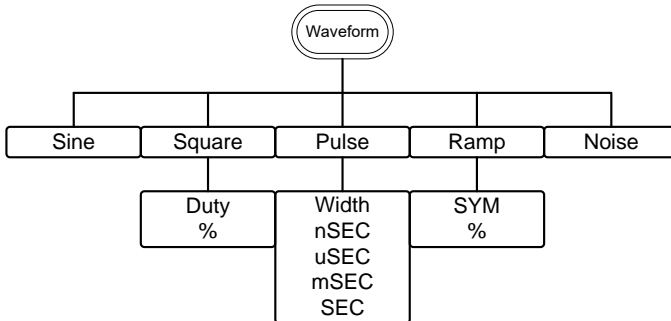 Waveform
Sine
Square
Pulse
Ramp
Noise
Duty
%
Width
nSEC
uSEC
mSEC
SEC
SYM
%